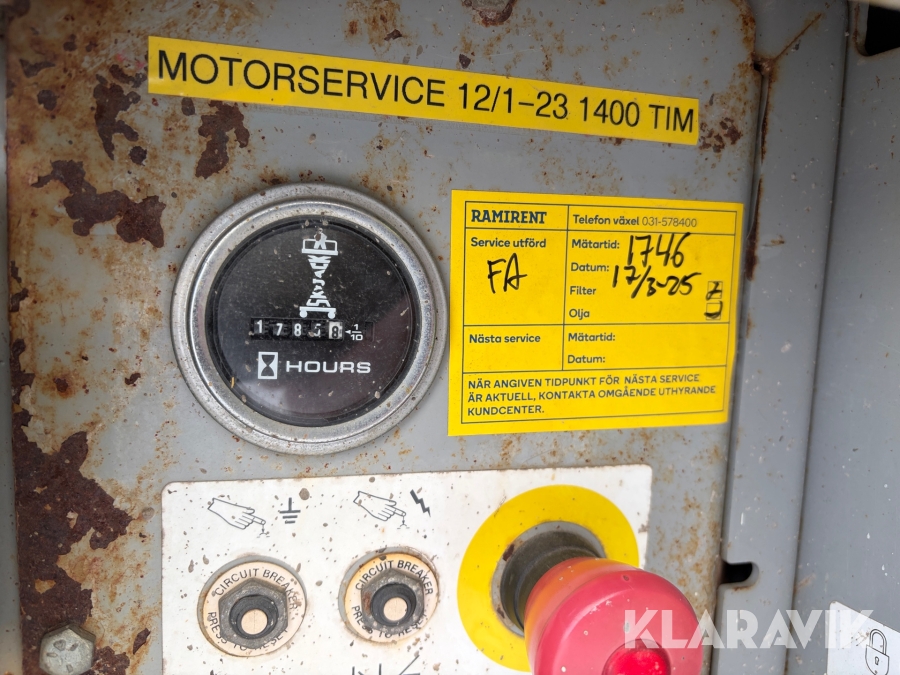 MOTORSERVICE 12/1-23 1400 TIM
RAMIRENT
Telefon växel 031-578400
Service utförd
FA
Mätartid: 1746
Datum: 17/3-25
Filter
Olja
Nästa service
Mätartid:
Datum:
NÄR ANGIVEN TIDPUNKT FÖR NÄSTA SERVICE
ÄR AKTUELL, KONTAKTA OMGÅENDE UTHYRANDE
KUNDCENTER.
SKYJACK
1/10
HOURS
CIRCUIT BREAKER
PRESS TO RESET
CIRCUIT BREAKER
PRESS TO RESET
KLARAVIK